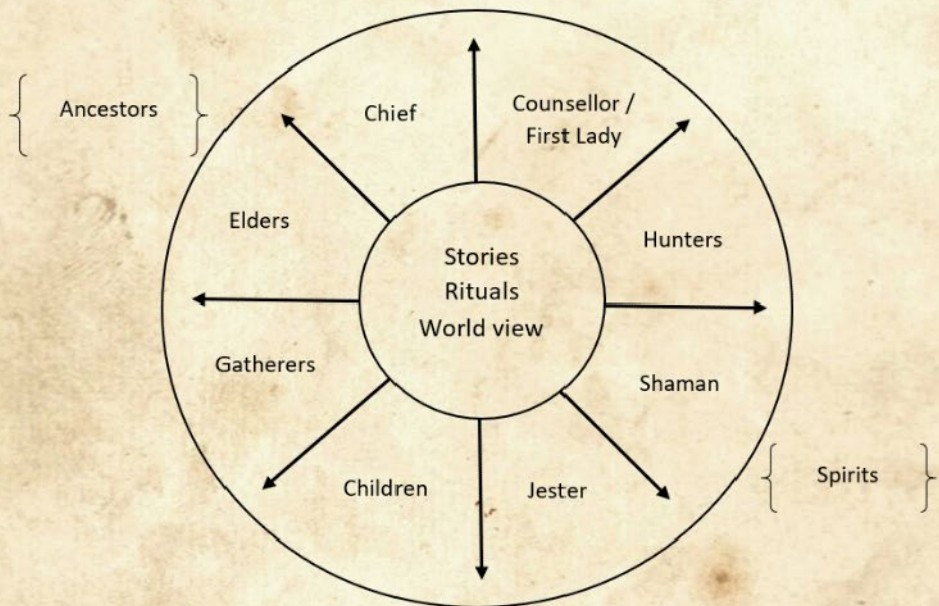 Ancestors
Chief
Counsellor /
First Lady
Elders
Hunters
Stories
Rituals
World view
Gatherers
Shaman
Children
Jester
Spirits